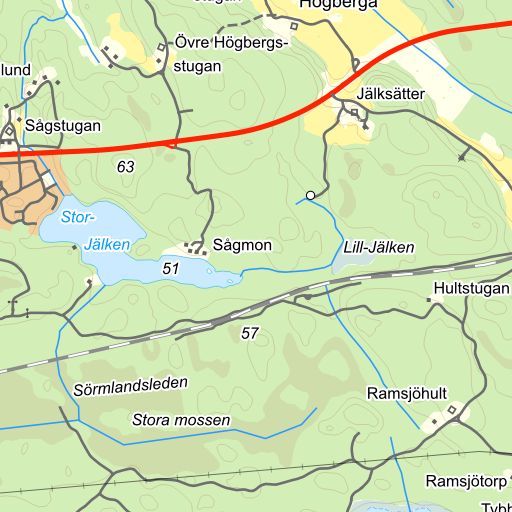 stugan
Högberga
Övre Högbergs-
stugan
lund
Jälksätter
Sågstugan
63
Stor-
Jälken
Sågmon
Lill-Jälken
51
Hultstugan
57
Sörmlandsleden
Ramsjöhult
Stora mossen
Ramsjötorp